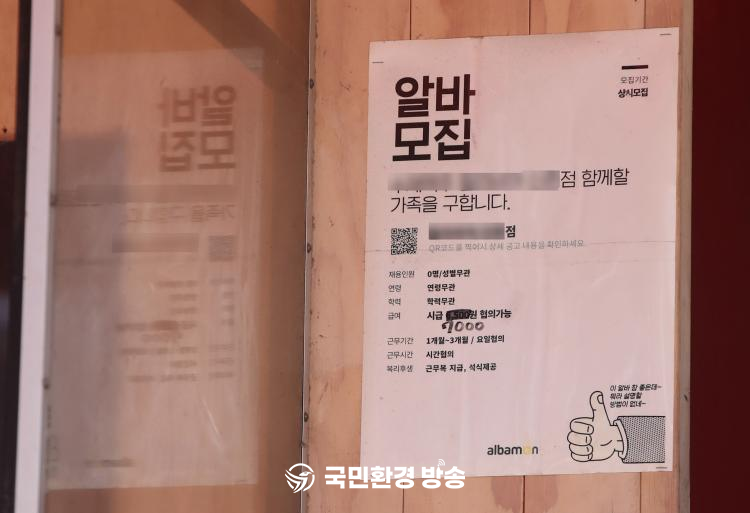 알바
모집
모집기간
상시모집
점 함께할
가족을 구합니다.
점
QR코드를 찍어시 상세 공고 내용을 확인하세요.
채용인원 0명/성별무관
연령 연령무관
학력 학력무관
급여 시급 원 협의가능
9000
근무기간 1개월~3개월 / 요일협의
근무시간 시간협의
복리후생 근무복 지급, 석식제공
이 알바 참 좋은데~
뭐라 설명할
방법이 없네~
albamon
국민환경 방송